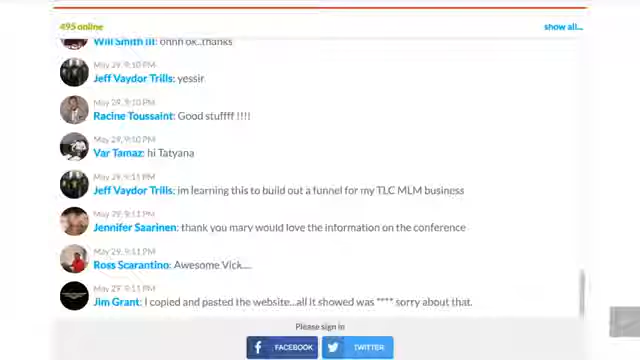 495 online
show all...
Will Smith III: ohhh ok..thanks
May 29, 9:10 PM
Jeff Vaydor Trills: yessir
May 29, 9:10 PM
Racine Toussaint: Good stuffff !!!!
May 29, 9:10 PM
Var Tamaz: hi Tatyana
May 29, 9:11 PM
Jeff Vaydor Trills: im learning this to build out a funnel for my TLC MLM business
May 29, 9:11 PM
Jennifer Saarinen: thank you mary would love the information on the conference
May 29, 9:11 PM
Ross Scarantino: Awesome Vick....
May 29, 9:11 PM
Jim Grant: I copied and pasted the website...all it showed was **** sorry about that.
Please sign in
f FACEBOOK
TWITTER